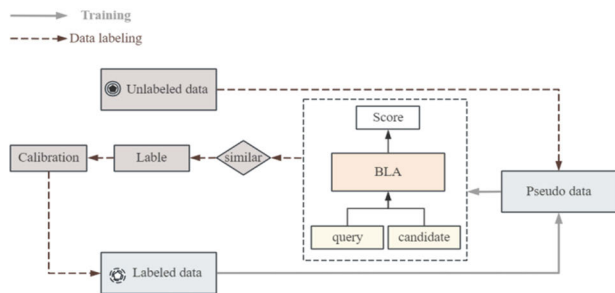 Training
Data labeling
Unlabeled data
Score
Calibration
Lable
similar
BLA
Pseudo data
query
candidate
Labeled data